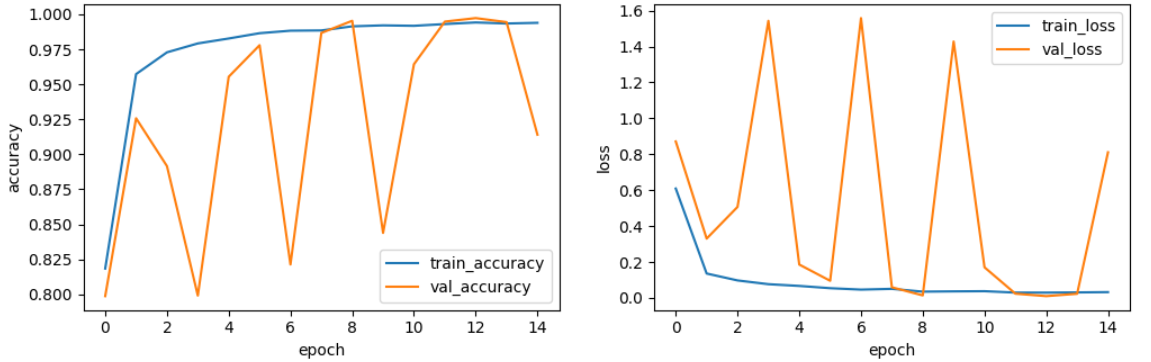 1.000
0.975
0.950
0.925
0.900
0.875
0.850
0.825
0.800
accuracy
0 2 4 6 8 10 12 14
epoch
train_accuracy
val_accuracy
1.6
1.4
1.2
1.0
0.8
0.6
0.4
0.2
0.0
loss
0 2 4 6 8 10 12 14
epoch
train_loss
val_loss